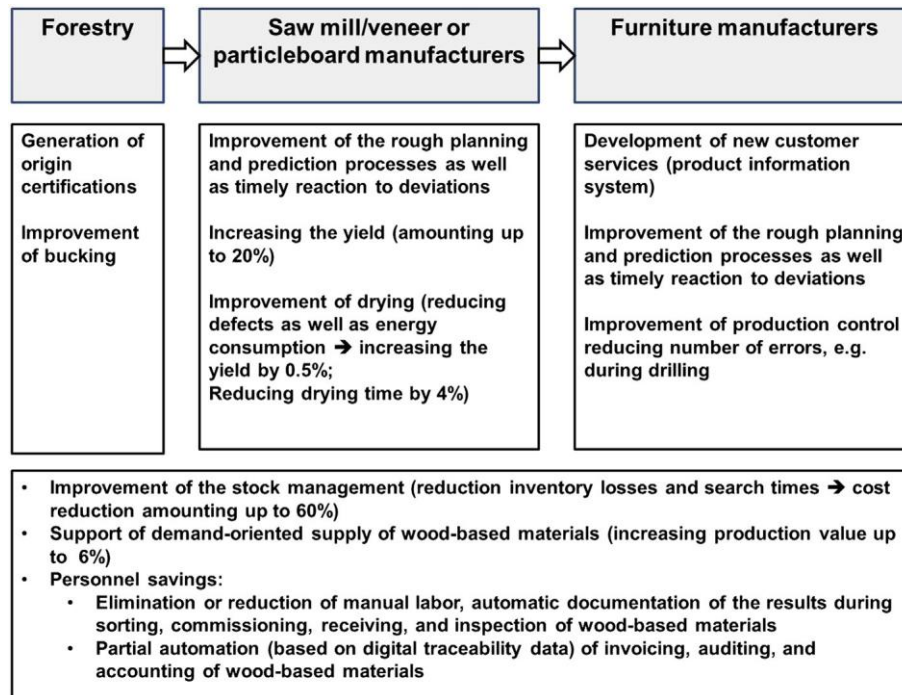 Forestry
Saw mill/veneer or
particleboard manufacturers
Furniture manufacturers
Generation of
origin
certifications
Improvement
of bucking
Improvement of the rough planning
and prediction processes as well
as timely reaction to deviations
Increasing the yield (amounting up
to 20%)
Improvement of drying (reducing
defects as well as energy
consumption ➔ increasing the
yield by 0.5%;
Reducing drying time by 4%)
Development of new customer
services (product information
system)
Improvement of the rough planning
and prediction processes as well
as timely reaction to deviations
Improvement of production control
reducing number of errors, e.g.
during drilling
• Improvement of the stock management (reduction inventory losses and search times ➔ cost
reduction amounting up to 60%)
• Support of demand-oriented supply of wood-based materials (increasing production value up
to 6%)
• Personnel savings:
• Elimination or reduction of manual labor, automatic documentation of the results during
sorting, commissioning, receiving, and inspection of wood-based materials
• Partial automation (based on digital traceability data) of invoicing, auditing, and
accounting of wood-based materials